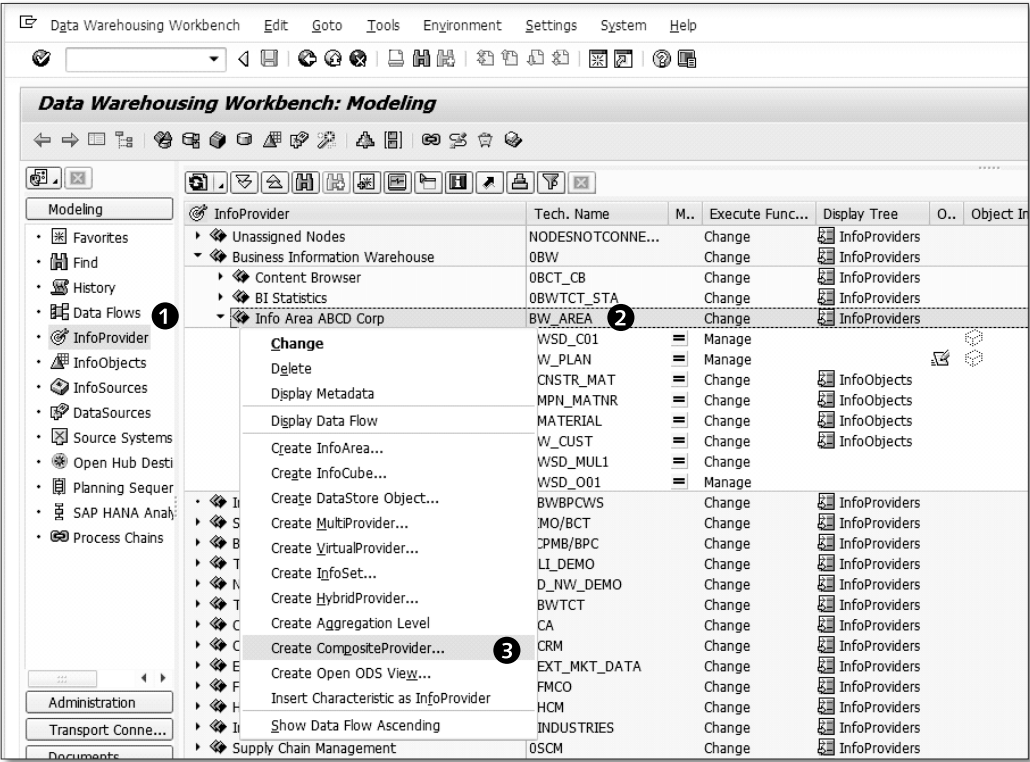 Data Warehousing Workbench Edit Goto Tools Environment Settings System Help
Data Warehousing Workbench: Modeling
Modeling
Favorites
Find
History
Data Flows
1
InfoProvider
InfoObjects
InfoSources
DataSources
Source Systems
Open Hub Desti
Planning Sequer
SAP HANA Analy
Process Chains
Administration
Transport Conne...
Documents
InfoProvider Tech. Name M.. Execute Func... Display Tree O.. Object In
Unassigned Nodes NODESNOTCONNE... Change InfoProviders
Business Information Warehouse 0BW Change InfoProviders
Content Browser 0BCT_CB Change InfoProviders
BI Statistics 0BWTCT_STA Change InfoProviders
Info Area ABCD Corp BW_AREA 2 Change InfoProviders
WSD_C01 = Manage
W_PLAN = Manage
CNSTR_MAT = Change InfoObjects
MPN_MATNR = Change InfoObjects
MATERIAL = Change InfoObjects
W_CUST = Change InfoObjects
WSD_MUL1 = Change
WSD_O01 = Manage
I BWBPCWS Change InfoProviders
S IMO/BCT Change InfoProviders
B CPMB/BPC Change InfoProviders
T LI_DEMO Change InfoProviders
N D_NW_DEMO Change InfoProviders
T BWTCT Change InfoProviders
C CA Change InfoProviders
C CRM Change InfoProviders
E EXT_MKT_DATA Change InfoProviders
F FMCO Change InfoProviders
H HCM Change InfoProviders
I INDUSTRIES Change InfoProviders
Supply Chain Management 0SCM Change InfoProviders
Change
Delete
Display Metadata
Display Data Flow
Create InfoArea...
Create InfoCube...
Create DataStore Object...
Create MultiProvider...
Create VirtualProvider...
Create InfoSet...
Create HybridProvider...
Create Aggregation Level
Create CompositeProvider... 3
Create Open ODS View...
Insert Characteristic as InfoProvider
Show Data Flow Ascending